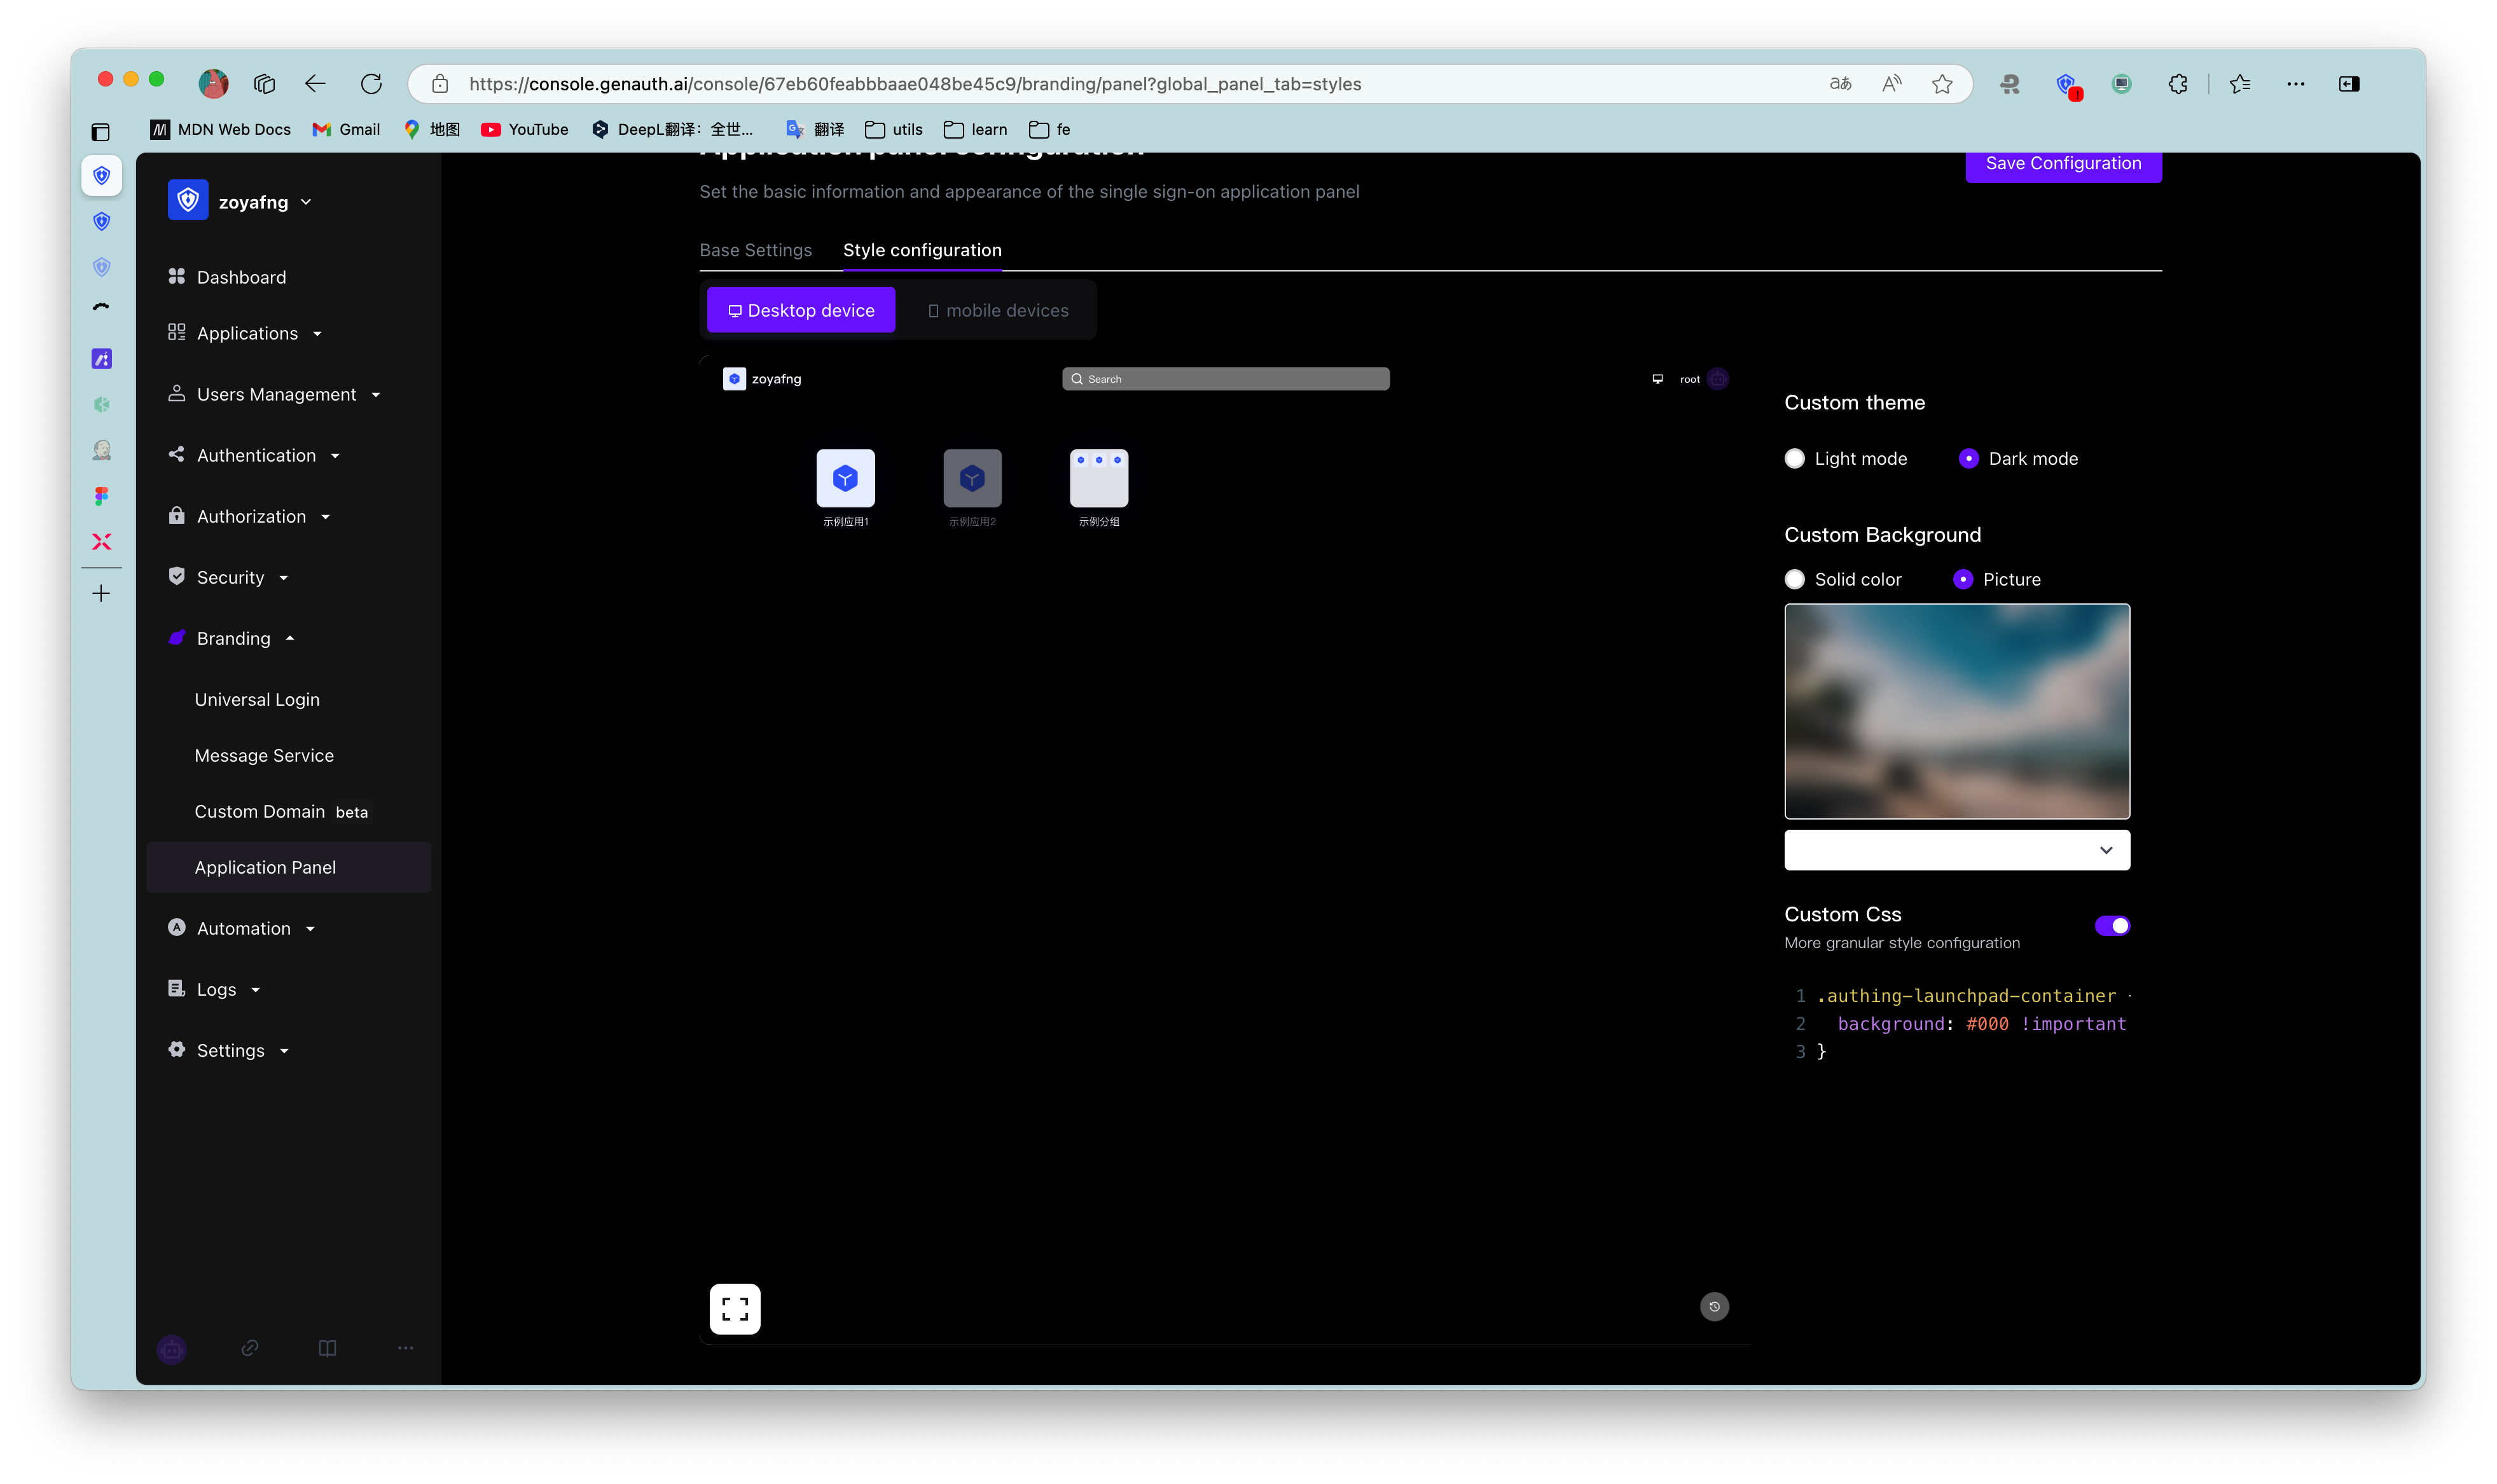 https://console.genauth.ai/console/67eb60feabbbaae048be45c9/branding/panel?global_panel_tab=styles
aあ
MDN Web Docs
Gmail
地图
YouTube
DeepL翻译：全世...
翻译
utils
learn
fe
zoyafng
Dashboard
Applications
Users Management
Authentication
Authorization
Security
Branding
Universal Login
Message Service
Custom Domain beta
Application Panel
Automation
Logs
Settings
Application panel configuration
Save Configuration
Set the basic information and appearance of the single sign-on application panel
Base Settings
Style configuration
Desktop device
mobile devices
zoyafng
Search
root
示例应用1
示例应用2
示例分组
Custom theme
Light mode
Dark mode
Custom Background
Solid color
Picture
Custom Css
More granular style configuration
1 .authing-launchpad-container
2 background: #000 !important
3 }